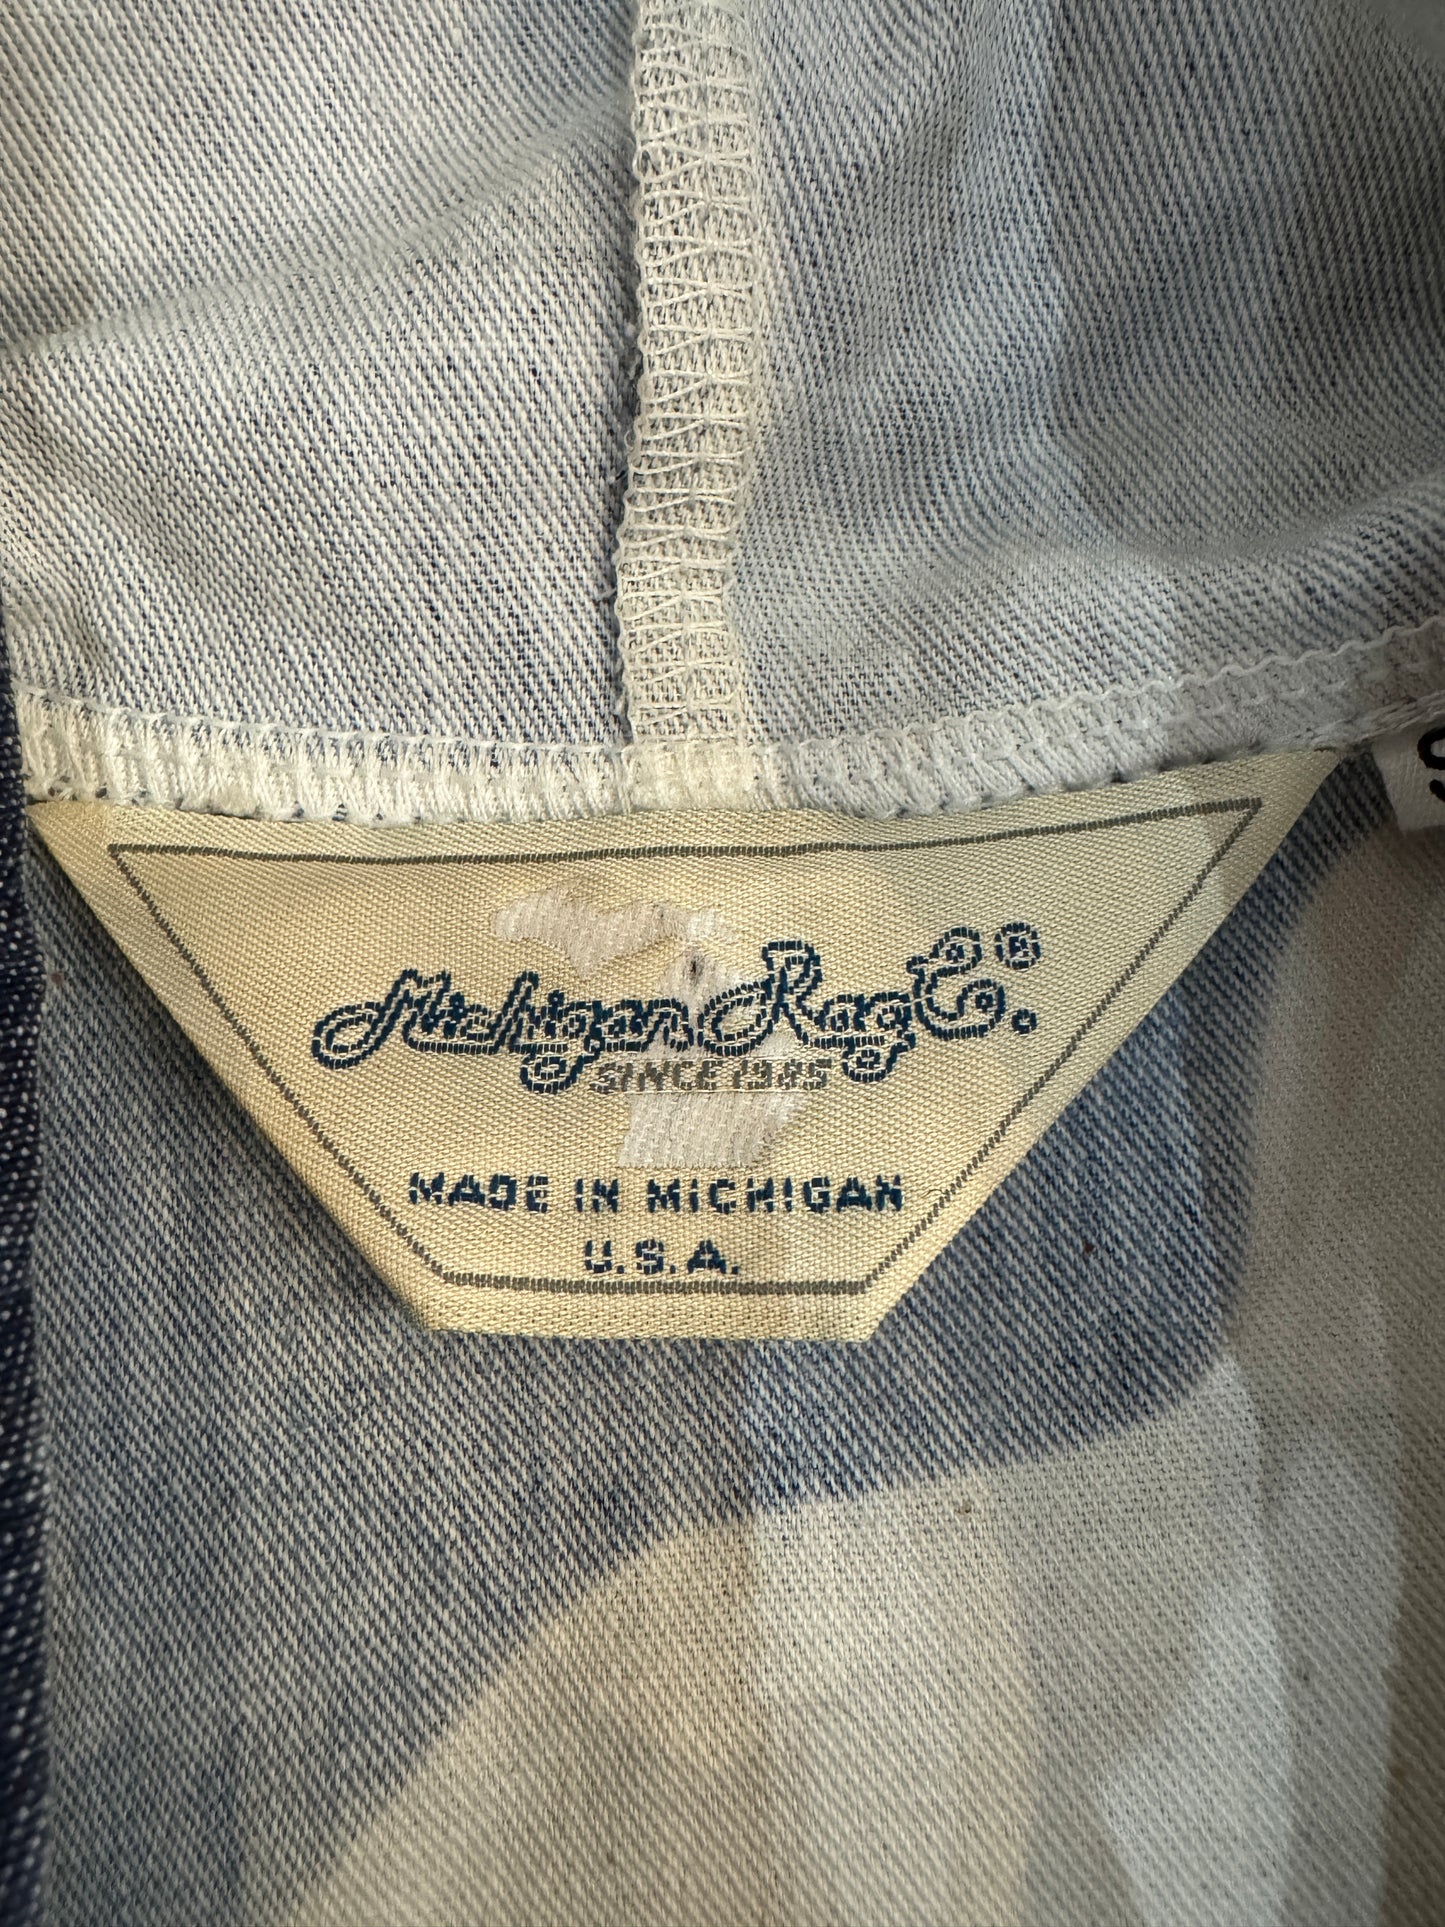 Michigan Rag Co.®
SINCE 1985
MADE IN MICHIGAN
U.S.A.